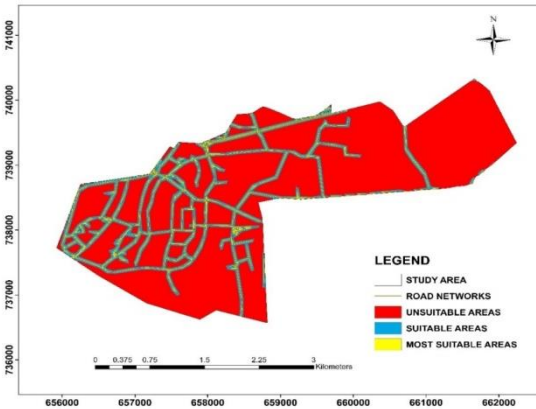 N
741000
740000
739000
738000
737000
736000
LEGEND
STUDY AREA
ROAD NETWORKS
UNSUITABLE AREAS
SUITABLE AREAS
MOST SUITABLE AREAS
0 0.375 0.75 1.5 2.25 3
Kilometers
656000 657000 658000 659000 660000 661000 662000